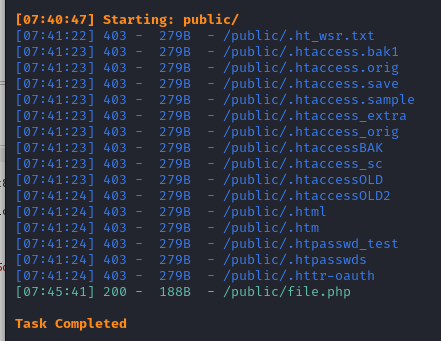 [07:40:47] Starting: public/
[07:41:22] 403 -  279B  - /public/.ht_wsr.txt
[07:41:23] 403 -  279B  - /public/.htaccess.bak1
[07:41:23] 403 -  279B  - /public/.htaccess.orig
[07:41:23] 403 -  279B  - /public/.htaccess.save
[07:41:23] 403 -  279B  - /public/.htaccess.sample
[07:41:23] 403 -  279B  - /public/.htaccess_extra
[07:41:23] 403 -  279B  - /public/.htaccess_orig
[07:41:23] 403 -  279B  - /public/.htaccessBAK
[07:41:23] 403 -  279B  - /public/.htaccess_sc
[07:41:23] 403 -  279B  - /public/.htaccessOLD
[07:41:24] 403 -  279B  - /public/.htaccessOLD2
[07:41:24] 403 -  279B  - /public/.html
[07:41:24] 403 -  279B  - /public/.htm
[07:41:24] 403 -  279B  - /public/.htpasswd_test
[07:41:24] 403 -  279B  - /public/.htpasswds
[07:41:24] 403 -  279B  - /public/.httr-oauth
[07:45:41] 200 -  188B  - /public/file.php
Task Completed